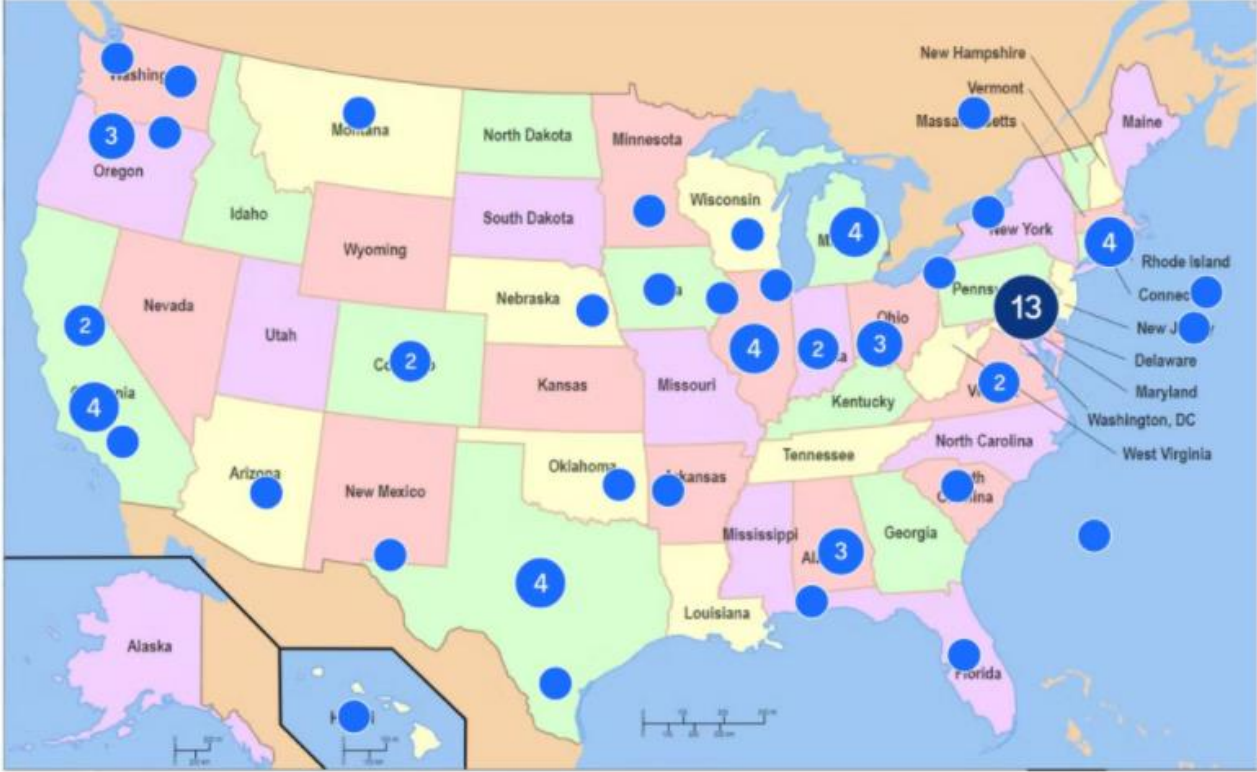 New Hampshire
Vermont
Maine
Montana
North Dakota
Minnesota
3
Oregon
Wisconsin
Idaho
South Dakota
4
New York
4
Wyoming
Rhode Island
Nebraska
Nevada
13
2
Utah
Ohio
Delaware
2
Kansas
Missouri
4
2
3
2
Maryland
4
Kentucky
Washington, DC
North Carolina
West Virginia
Tennessee
Arizona
Oklahoma
New Mexico
Mississippi
Georgia
4
3
Louisiana
Alaska
Florida